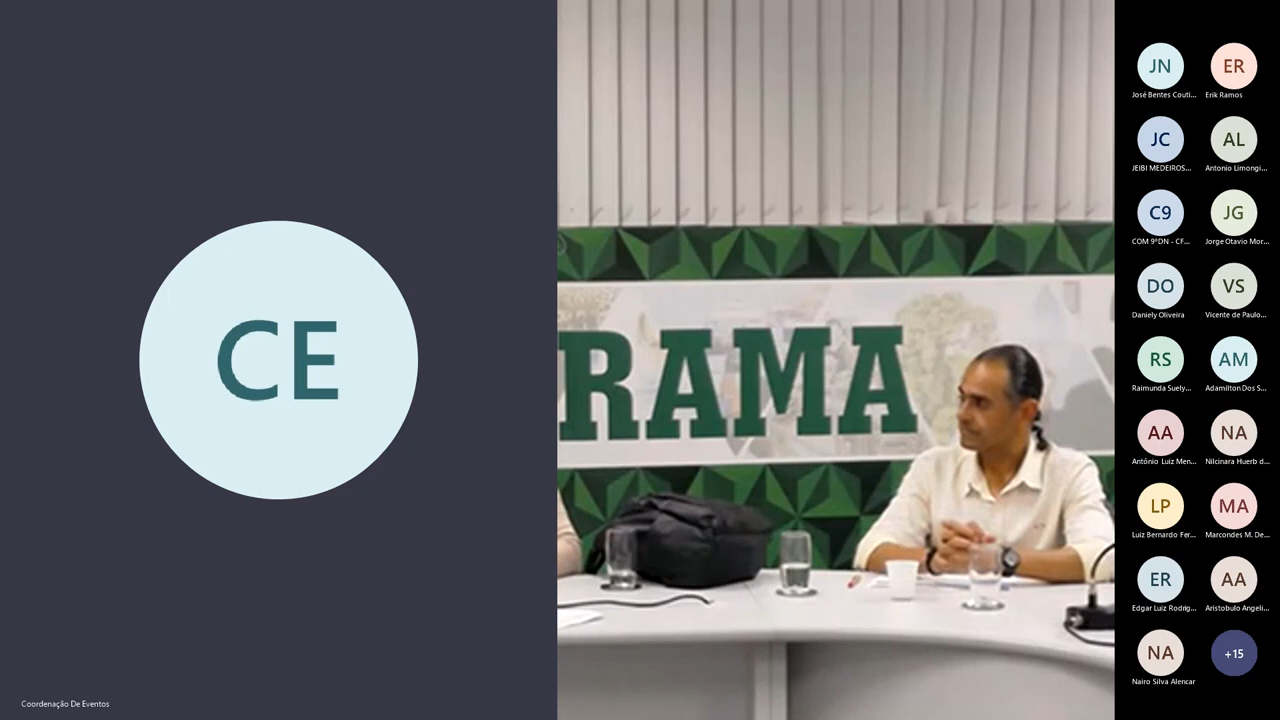 CE
Coordenação De Eventos
RAMA
JN
José Bentes Couti...
ER
Erik Ramos
JC
JEIBI MEDEIROS...
AL
Antonio Limongi...
C9
COM 9ºDN - CF...
JG
Jorge Otavio Mor...
DO
Daniely Oliveira
VS
Vicente de Paulo...
RS
Raimunda Suely...
AM
Adamilton Dos S...
AA
Antônio Luiz Men...
NA
Nilcinara Huerb d...
LP
Luiz Bernardo Fer...
MA
Marcondes M. De...
ER
Edgar Luiz Rodrig...
AA
Aristobulo Angeli...
NA
Nairo Silva Alencar
+15